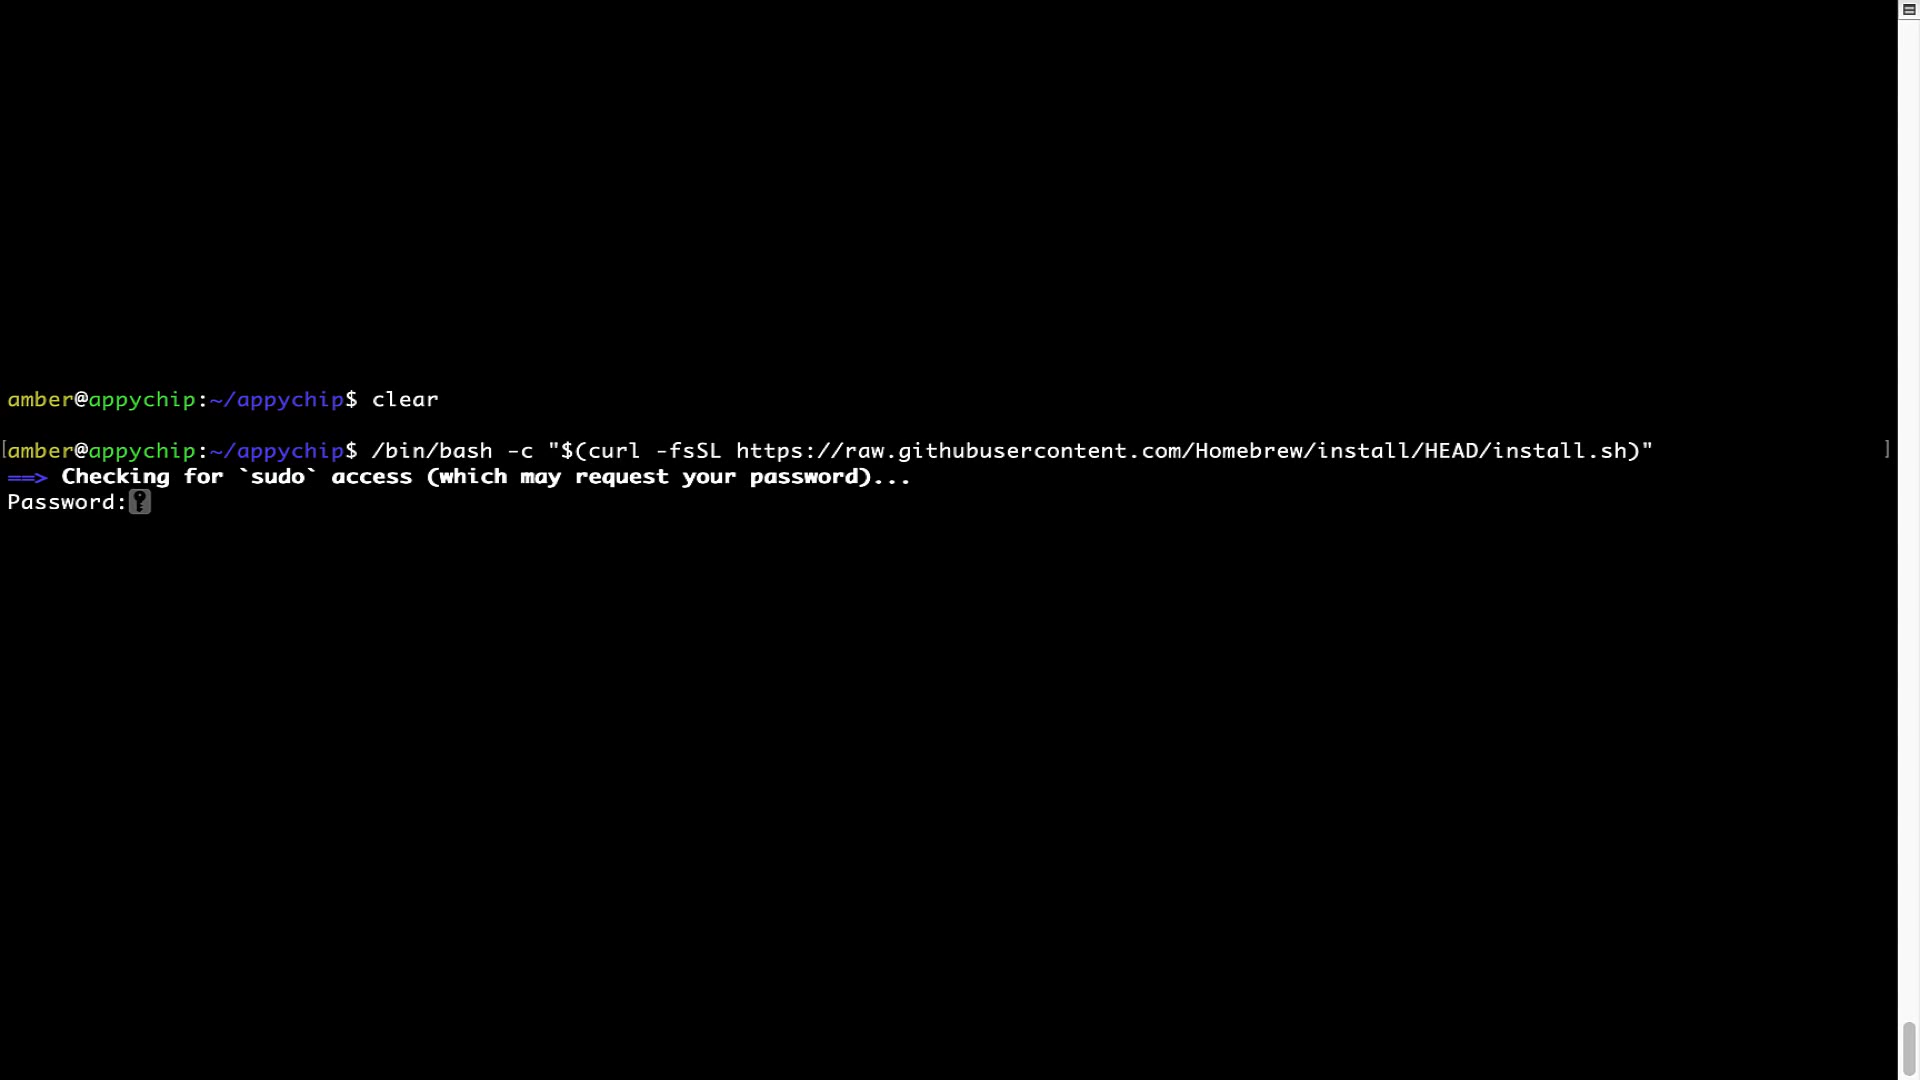 amber@appychip:~/appychip$ clear
[amber@appychip:~/appychip$ /bin/bash -c "$(curl -fsSL https://raw.githubusercontent.com/Homebrew/install/HEAD/install.sh)" ]
==> Checking for `sudo` access (which may request your password)...
Password: